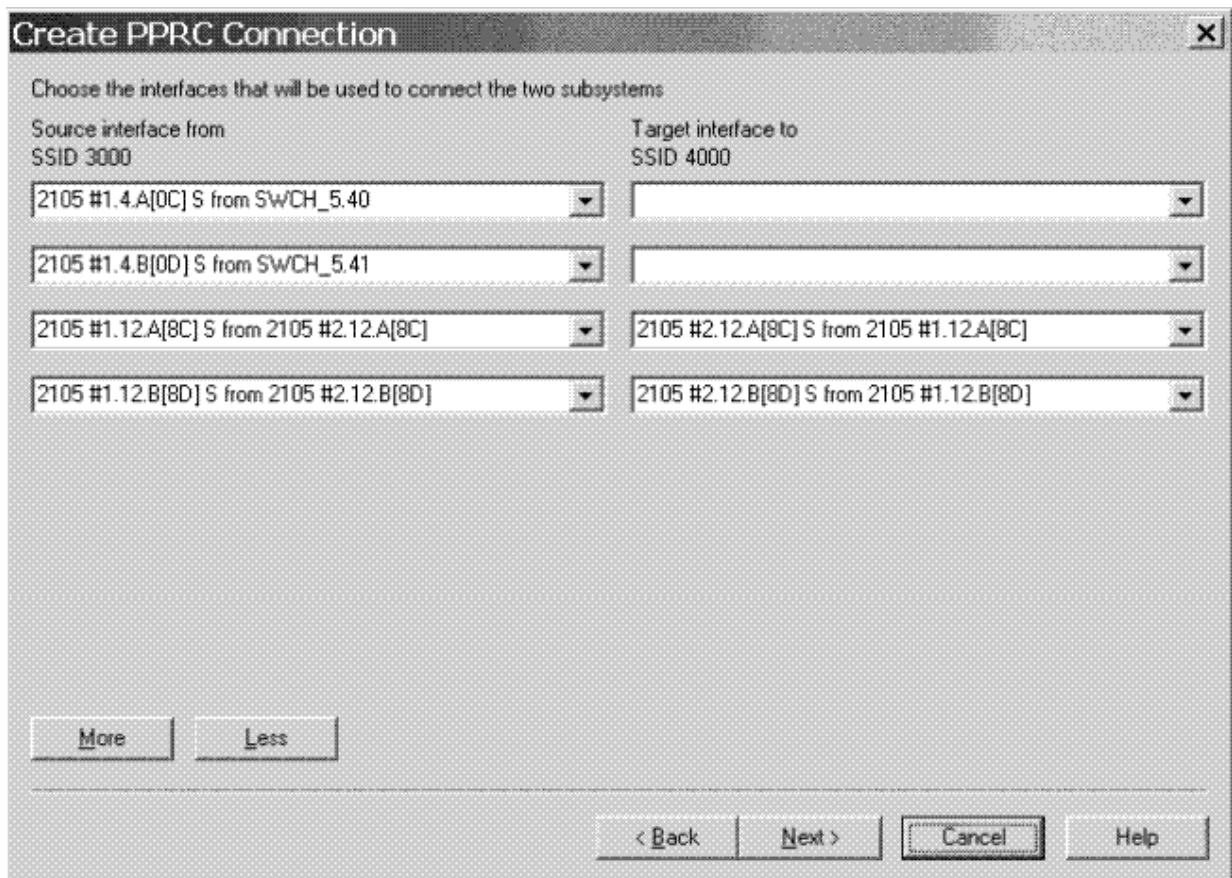 Create PPRC Connection
Choose the interfaces that will be used to connect the two subsystems
Source interface from
SSID 3000
Target interface to
SSID 4000
2105 #1.4.A[0C] S from SWCH_5.40
2105 #1.4.B[0D] S from SWCH_5.41
2105 #1.12.A[8C] S from 2105 #2.12.A[8C]
2105 #2.12.A[8C] S from 2105 #1.12.A[8C]
2105 #1.12.B[8D] S from 2105 #2.12.B[8D]
2105 #2.12.B[8D] S from 2105 #1.12.B[8D]
More
Less
< Back
Next >
Cancel
Help